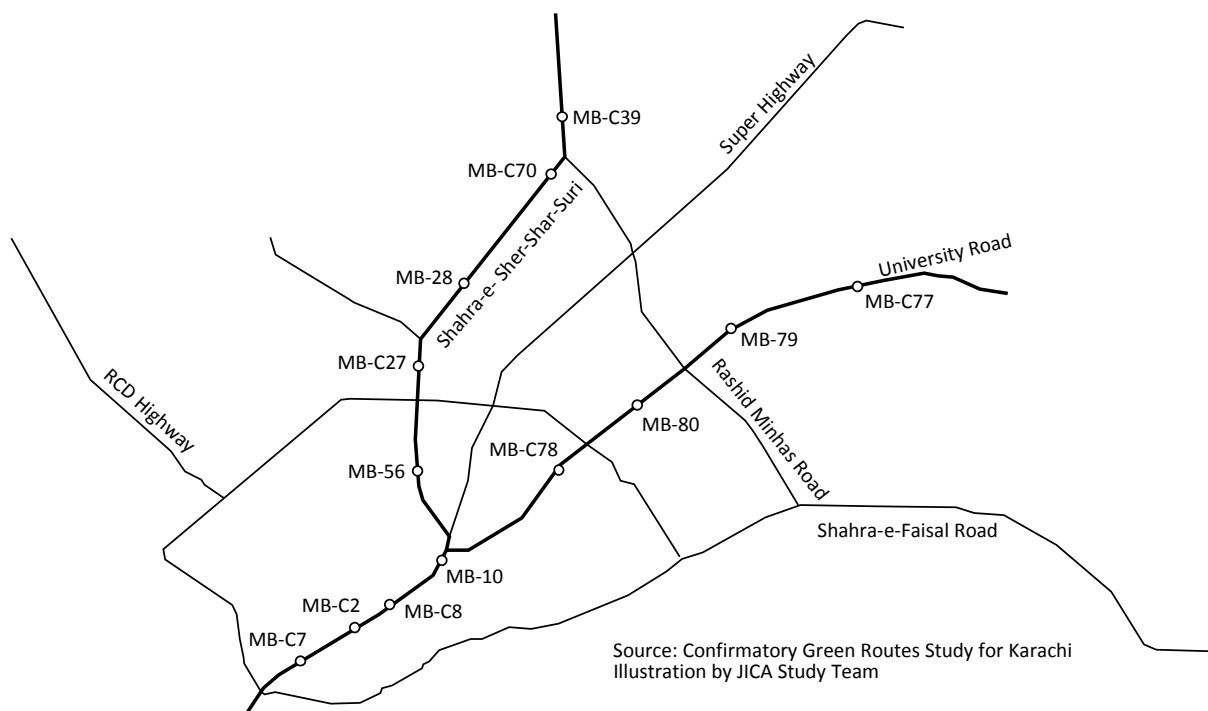 MB-C39
Super Highway
MB-C70
Shahra-e- Sher-Shar-Suri
University Road
MB-28
MB-C77
MB-79
MB-C27
RCD Highway
Rashid Minhas Road
MB-80
MB-C78
MB-56
Shahra-e-Faisal Road
MB-10
MB-C2
MB-C8
MB-C7
Source: Confirmatory Green Routes Study for Karachi
Illustration by JICA Study Team